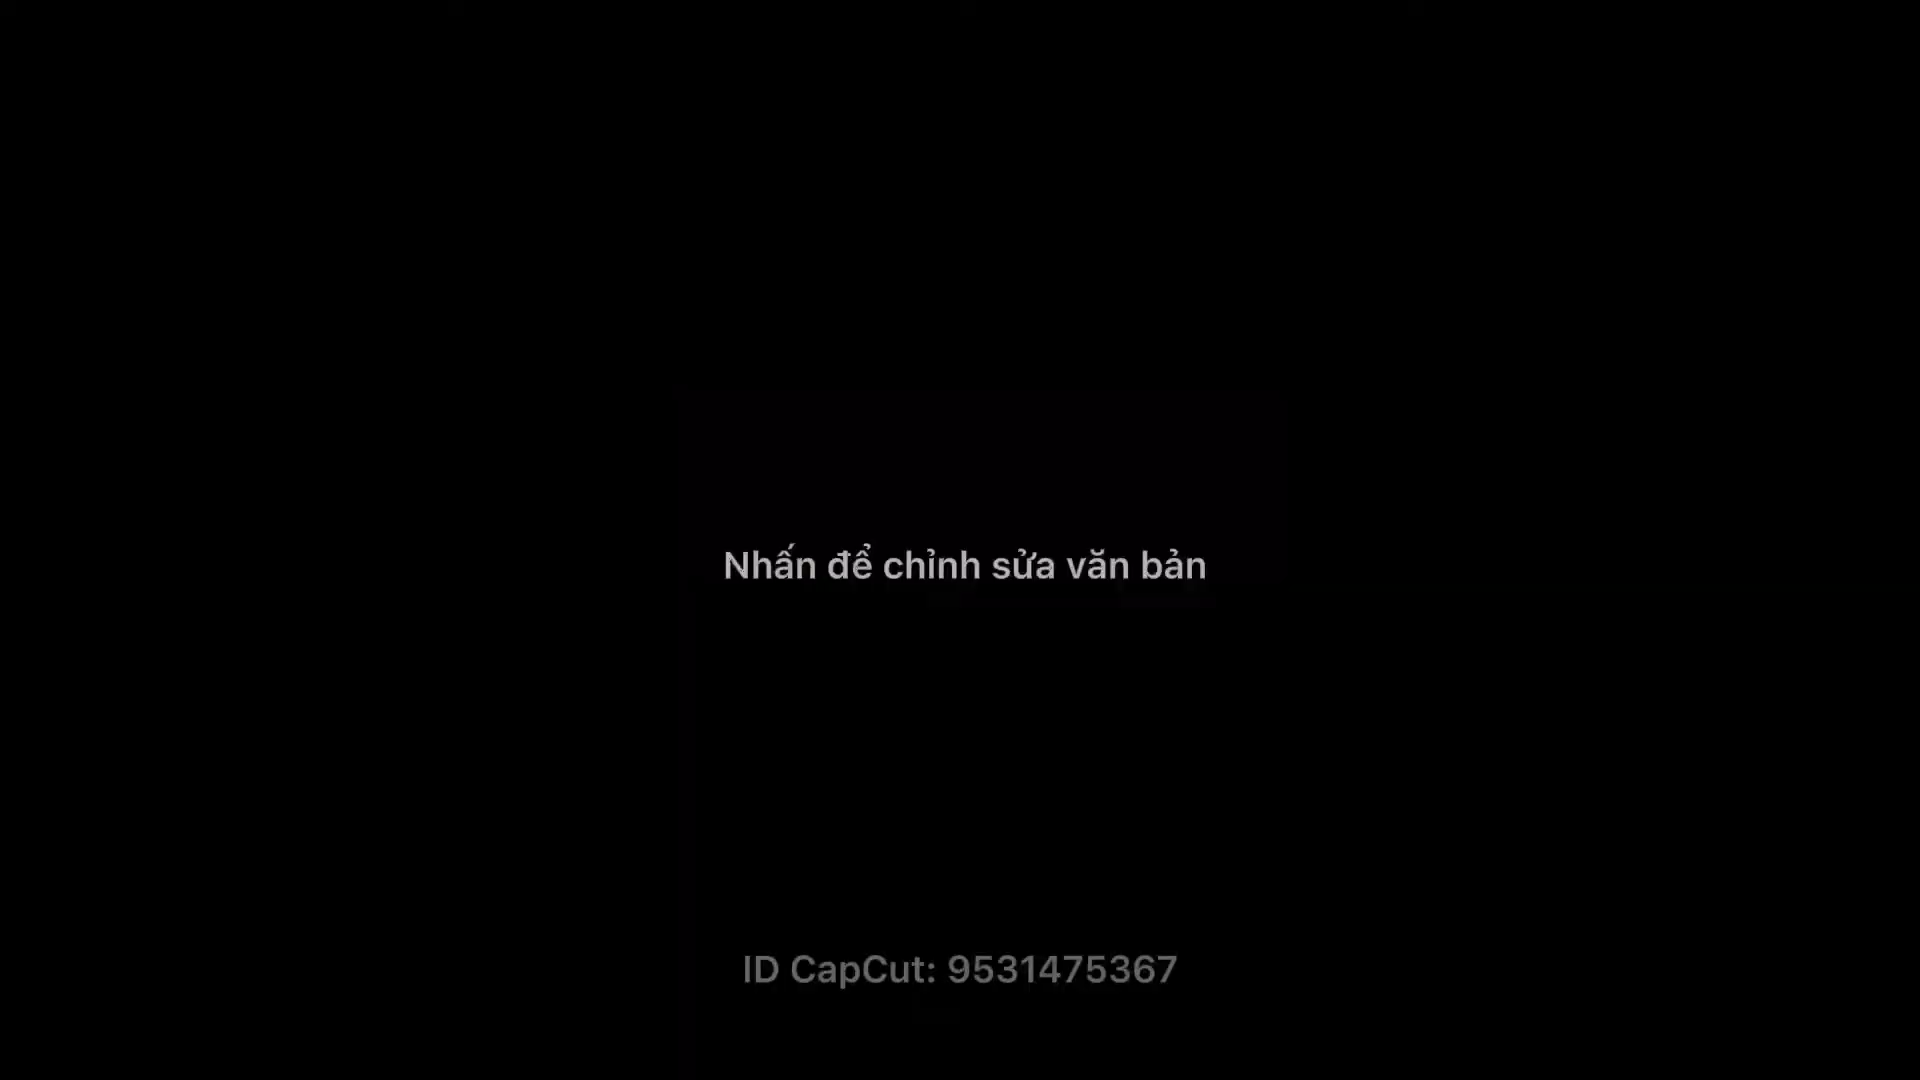 Nhấn để chỉnh sửa văn bản
ID CapCut: 9531475367